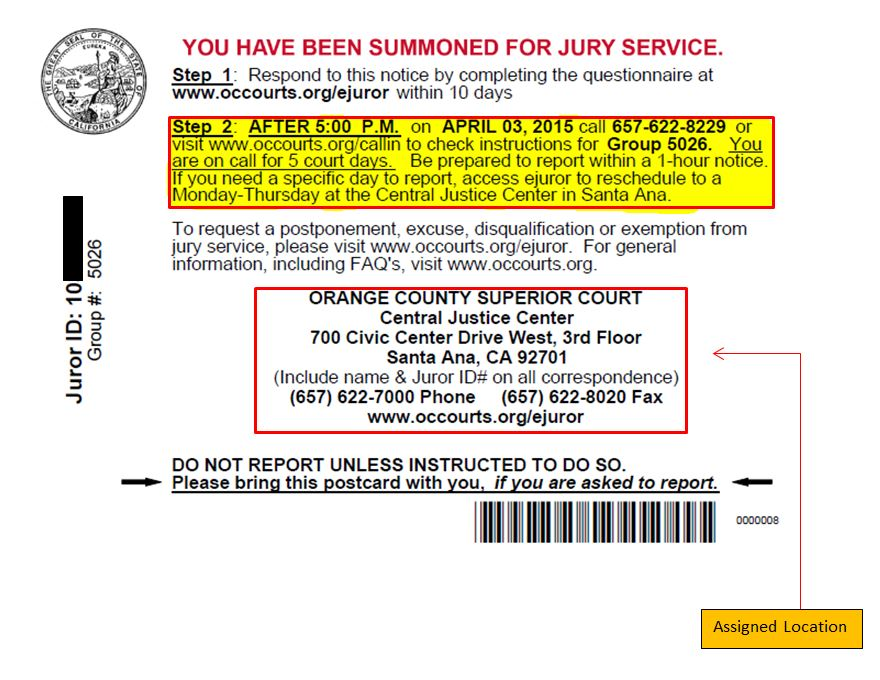 THE GREAT SEAL OF THE STATE OF CALIFORNIA
EUREKA
YOU HAVE BEEN SUMMONED FOR JURY SERVICE.
Step 1: Respond to this notice by completing the questionnaire at
www.occourts.org/ejuror within 10 days
Step 2: AFTER 5:00 P.M. on APRIL 03, 2015 call 657-622-8229 or
visit www.occourts.org/callin to check instructions for Group 5026. You
are on call for 5 court days. Be prepared to report within a 1-hour notice.
If you need a specific day to report, access ejuror to reschedule to a
Monday-Thursday at the Central Justice Center in Santa Ana.
To request a postponement, excuse, disqualification or exemption from
jury service, please visit www.occourts.org/ejuror. For general
information, including FAQ's, visit www.occourts.org.
Juror ID: 10
Group #: 5026
ORANGE COUNTY SUPERIOR COURT
Central Justice Center
700 Civic Center Drive West, 3rd Floor
Santa Ana, CA 92701
(Include name & Juror ID# on all correspondence)
(657) 622-7000 Phone (657) 622-8020 Fax
www.occourts.org/ejuror
DO NOT REPORT UNLESS INSTRUCTED TO DO SO.
Please bring this postcard with you, if you are asked to report.
0000008
Assigned Location